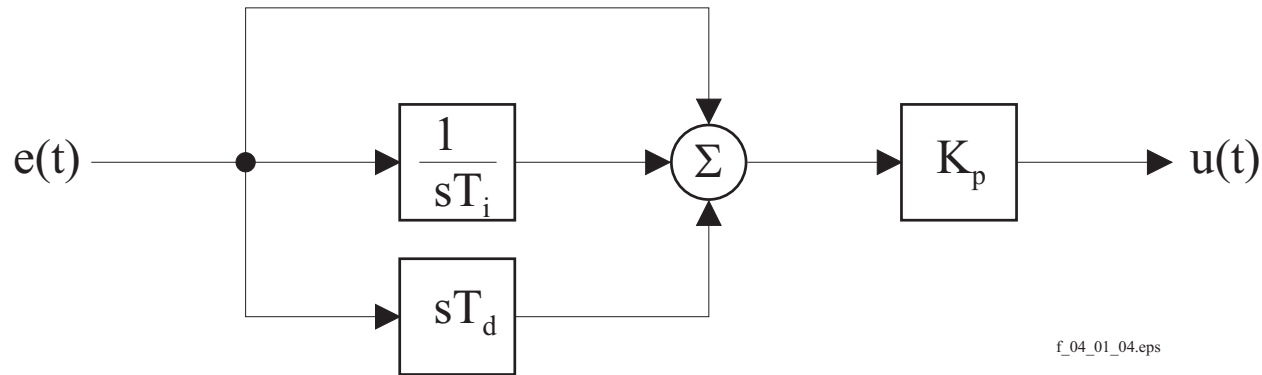 e(t)
1
sT_i
Σ
K_p
u(t)
sT_d
f_04_01_04.eps